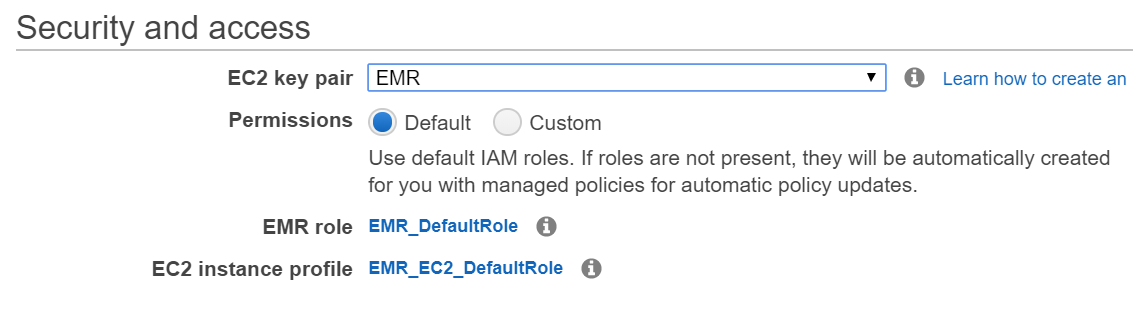 Security and access
EC2 key pair EMR Learn how to create an
Permissions Default Custom
Use default IAM roles. If roles are not present, they will be automatically created
for you with managed policies for automatic policy updates.
EMR role EMR_DefaultRole
EC2 instance profile EMR_EC2_DefaultRole